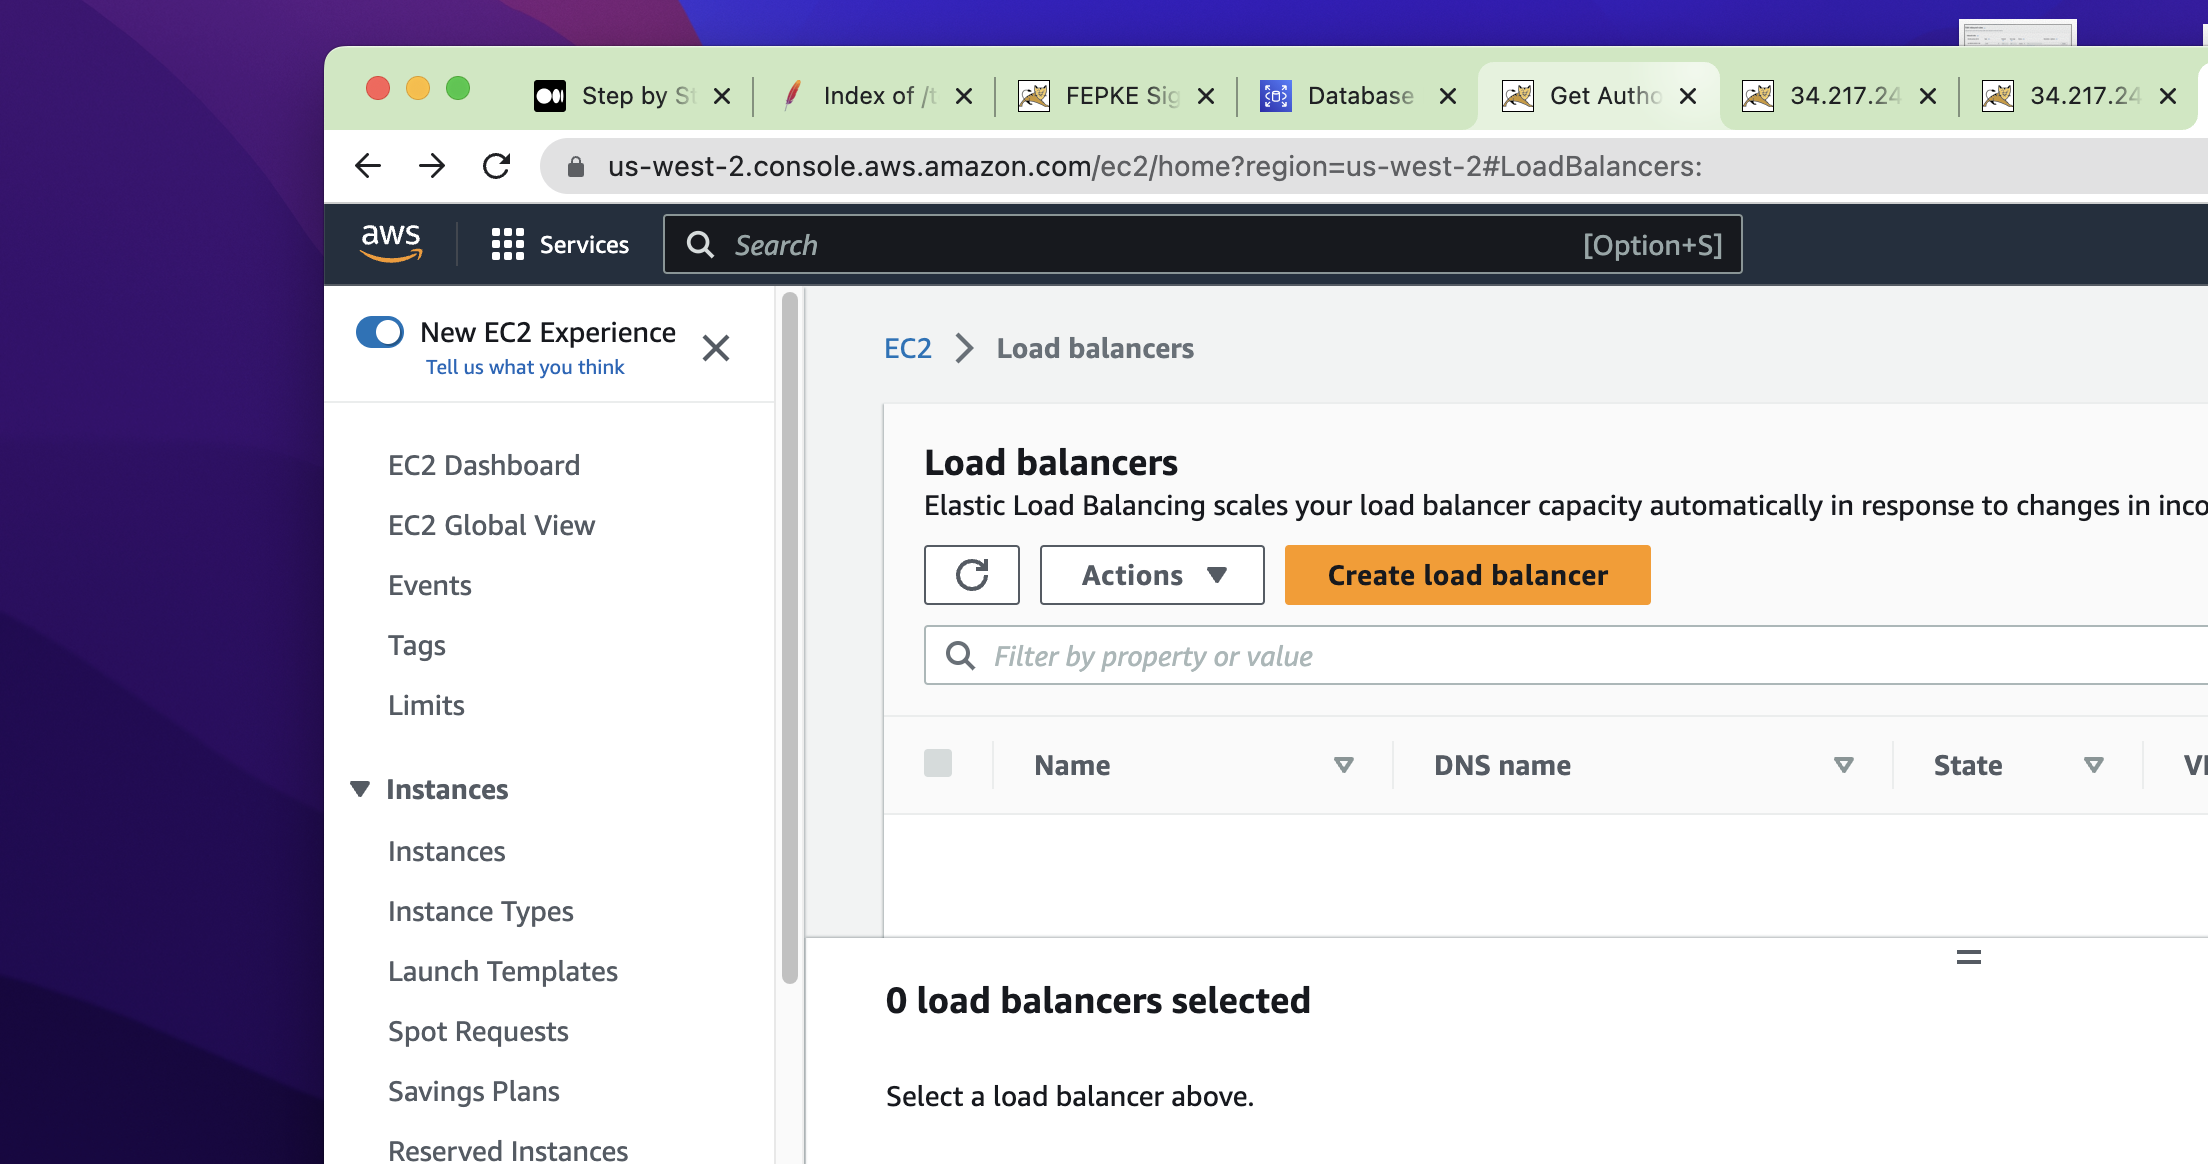 Step by St
Index of /t
FEPKE Sig
Database
Get Autho
34.217.24
34.217.24
us-west-2.console.aws.amazon.com/ec2/home?region=us-west-2#LoadBalancers:
aws
Services
Search
[Option+S]
New EC2 Experience
Tell us what you think
EC2 Dashboard
EC2 Global View
Events
Tags
Limits
Instances
Instances
Instance Types
Launch Templates
Spot Requests
Savings Plans
Reserved Instances
EC2 > Load balancers
Load balancers
Elastic Load Balancing scales your load balancer capacity automatically in response to changes in inco
Actions
Create load balancer
Filter by property or value
Name
DNS name
State
0 load balancers selected
Select a load balancer above.